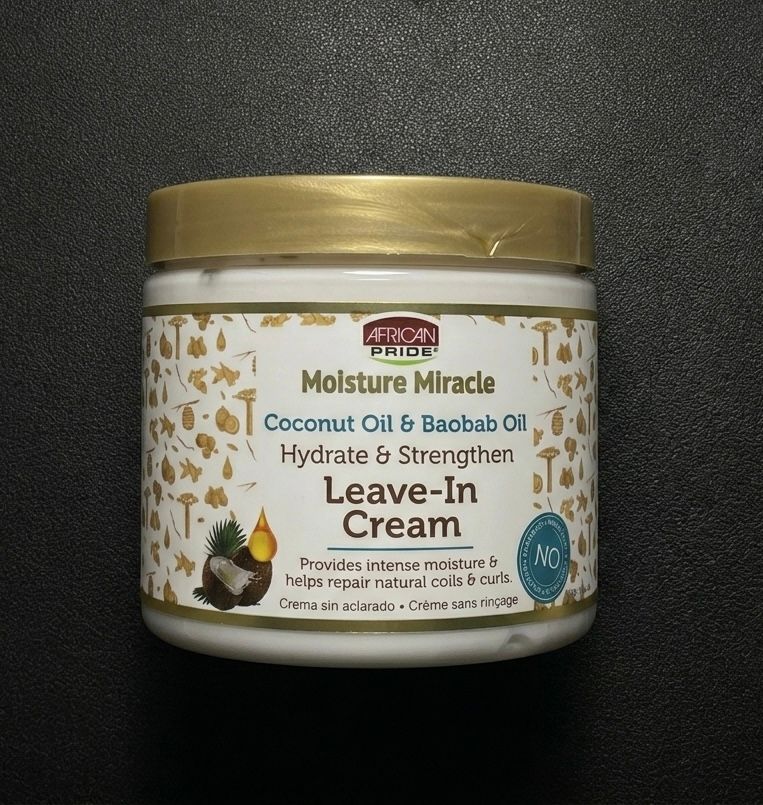 AFRICAN
PRIDE®
Moisture Miracle
Coconut Oil & Baobab Oil
Hydrate & Strengthen
Leave-In
Cream
Provides intense moisture &
helps repair natural coils & curls.
Crema sin aclarado • Crème sans rinçage
NO